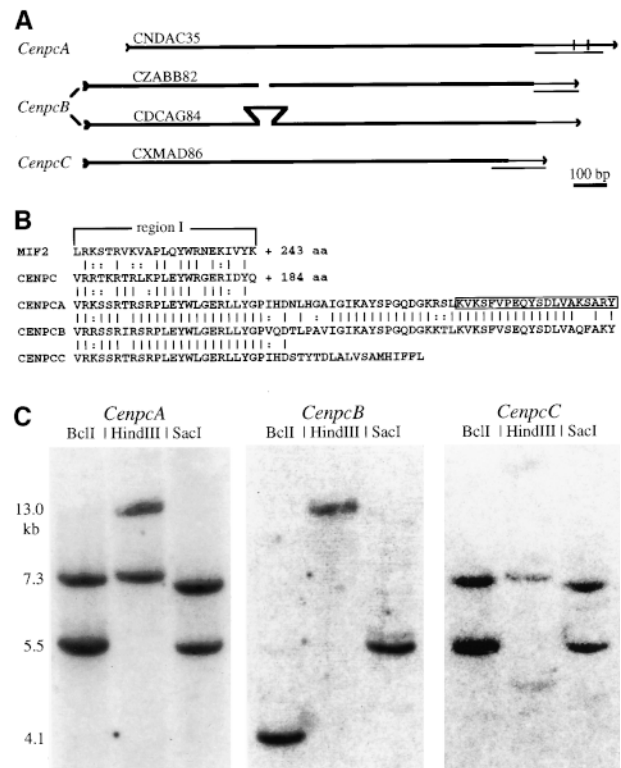 A
CenpcA
CNDAC35
CZABB82
CenpcB
CDCAG84
CenpcC
CXMAD86
100 bp
B
region I
MIF2 LRKSTRVKVAPLQYWRNEKIVYK + 243 aa
CENPC VRRTKRTRLKPLEYWRGERIDYQ + 184 aa
CENPCA VRKSSRTRSRPLEYWLGERLLYGPIHDNLHGAIGIKAYSPGQDGKRSLKVKSFVPEQYSDLVAKSARY
CENPCB VRRSSRIRSRPLEYWLGERLLYGPVQDTLPAVIGIKAYSPGQDGKKTLKVKSFVSEQYSDLVAQFAKY
CENPCC VRKSSRTRSRPLEYWLGERLLYGPIHDSTYTDLALVSAMHIFFL
C
CenpcA CenpcB CenpcC
BclI | HindIII | SacI BclI | HindIII | SacI BclI | HindIII | SacI
13.0
kb
7.3
5.5
4.1